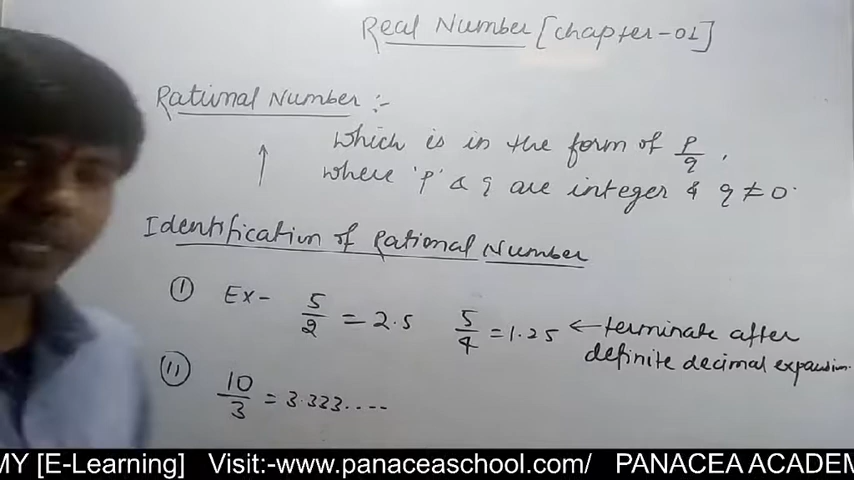 Real Number [chapter-01]
Rational Number :-
which is in the form of p/q ,
where 'p' & q are integer & q ≠ 0.
Identification of Rational Number
(i) Ex- 5/2 = 2.5 5/4 = 1.25 ← terminate after
definite decimal expansion.
(ii) 10/3 = 3.333....--
MY [E-Learning] Visit:-www.panaceaschool.com/ PANACEA ACADEM